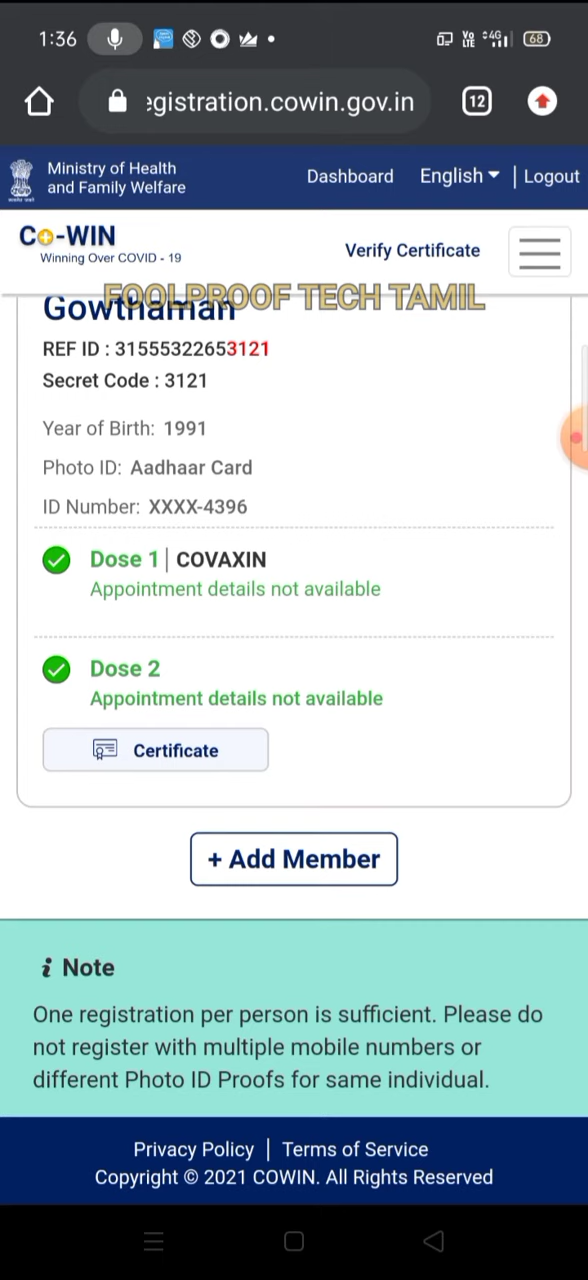 1:36
Vo
LTE
4G
68
egistration.cowin.gov.in
12
Ministry of Health
and Family Welfare
Dashboard
English
| Logout
Co-WIN
Winning Over COVID - 19
Verify Certificate
FOOLPROOF TECH TAMIL
Gowthaman
REF ID : 31555322653121
Secret Code : 3121
Year of Birth: 1991
Photo ID: Aadhaar Card
ID Number: XXXX-4396
Dose 1 | COVAXIN
Appointment details not available
Dose 2
Appointment details not available
Certificate
+ Add Member
i Note
One registration per person is sufficient. Please do
not register with multiple mobile numbers or
different Photo ID Proofs for same individual.
Privacy Policy | Terms of Service
Copyright © 2021 COWIN. All Rights Reserved